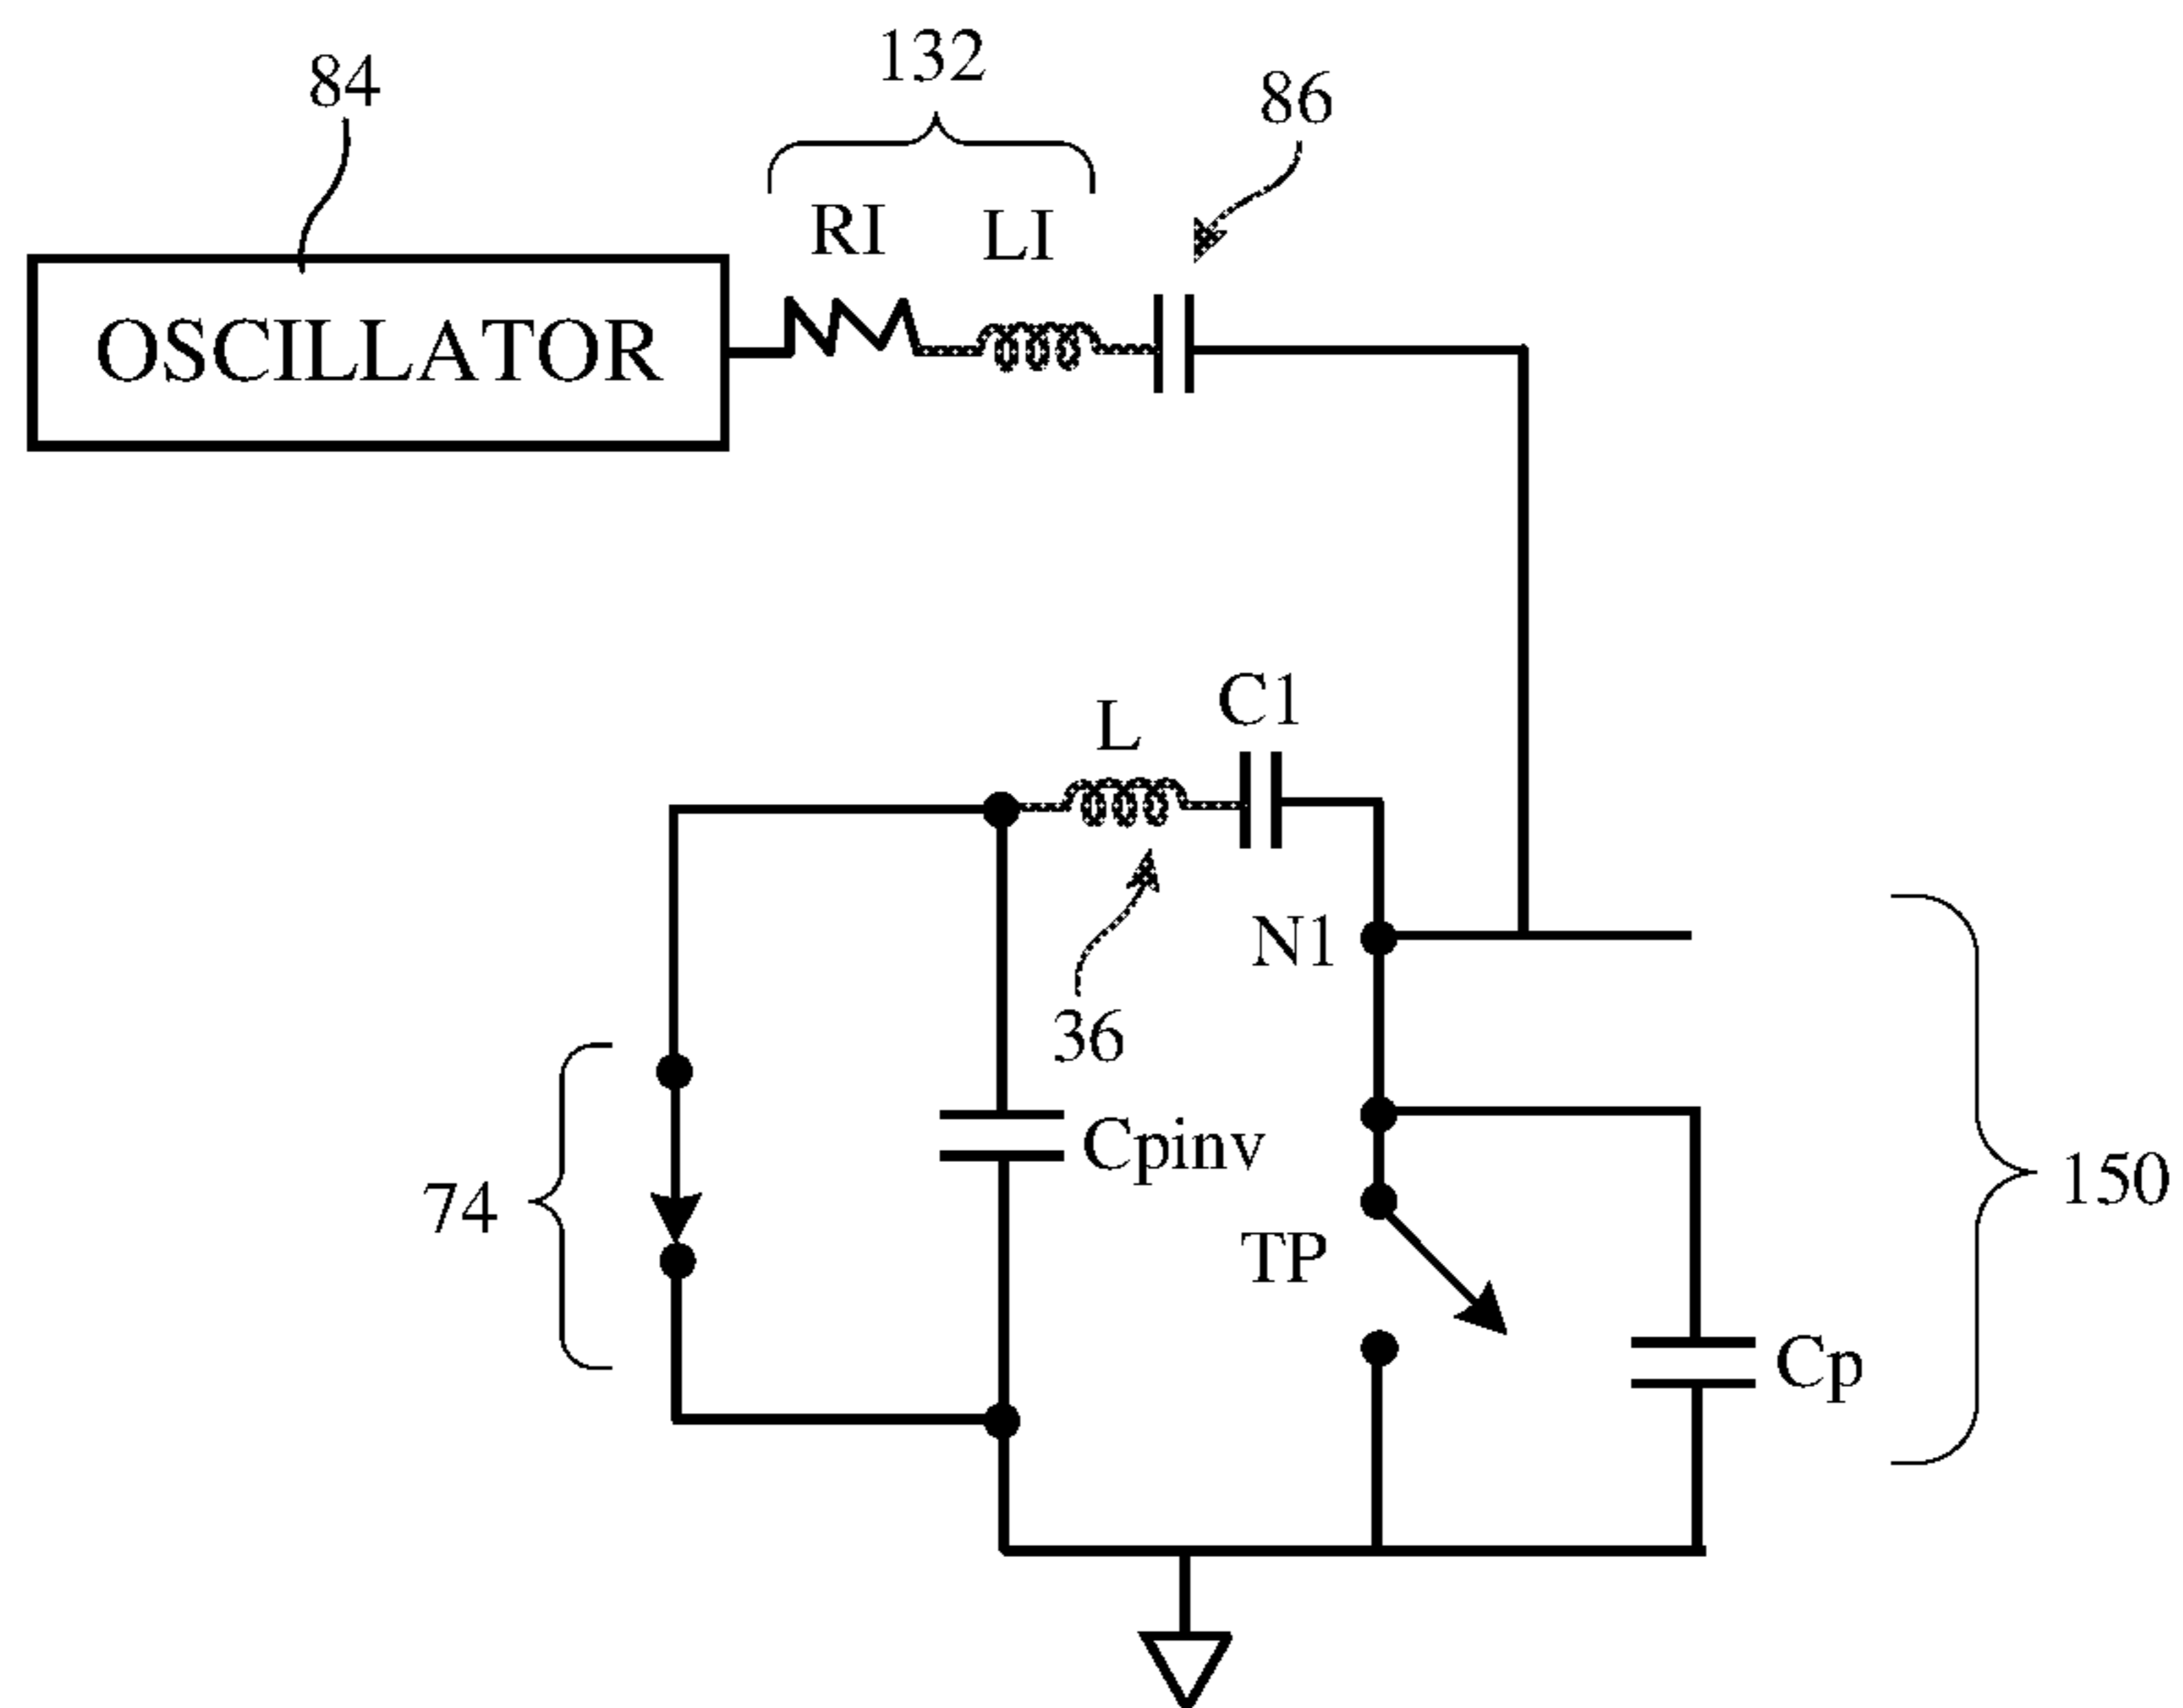 132
84
86
RI LI
OSCILLATOR
C1
L
N1
36
Cpinv
74
150
TP
Cp